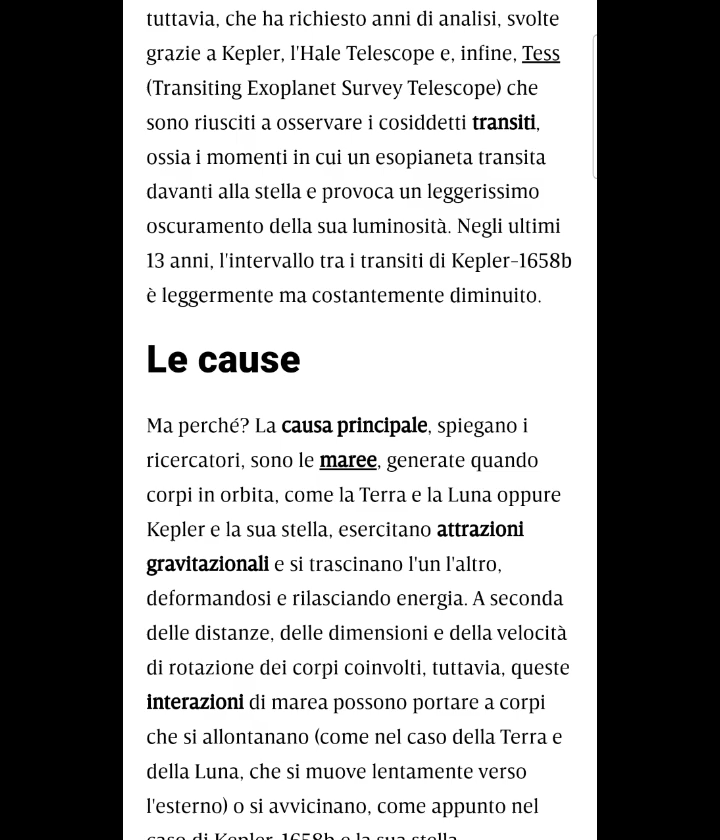 tuttavia, che ha richiesto anni di analisi, svolte
grazie a Kepler, l'Hale Telescope e, infine, Tess
(Transiting Exoplanet Survey Telescope) che
sono riusciti a osservare i cosiddetti transiti,
ossia i momenti in cui un esopianeta transita
davanti alla stella e provoca un leggerissimo
oscuramento della sua luminosità. Negli ultimi
13 anni, l'intervallo tra i transiti di Kepler-1658b
è leggermente ma costantemente diminuito.
Le cause
Ma perché? La causa principale, spiegano i
ricercatori, sono le maree, generate quando
corpi in orbita, come la Terra e la Luna oppure
Kepler e la sua stella, esercitano attrazioni
gravitazionali e si trascinano l'un l'altro,
deformandosi e rilasciando energia. A seconda
delle distanze, delle dimensioni e della velocità
di rotazione dei corpi coinvolti, tuttavia, queste
interazioni di marea possono portare a corpi
che si allontanano (come nel caso della Terra e
della Luna, che si muove lentamente verso
l'esterno) o si avvicinano, come appunto nel
caso di Kepler-1658b e la sua stella